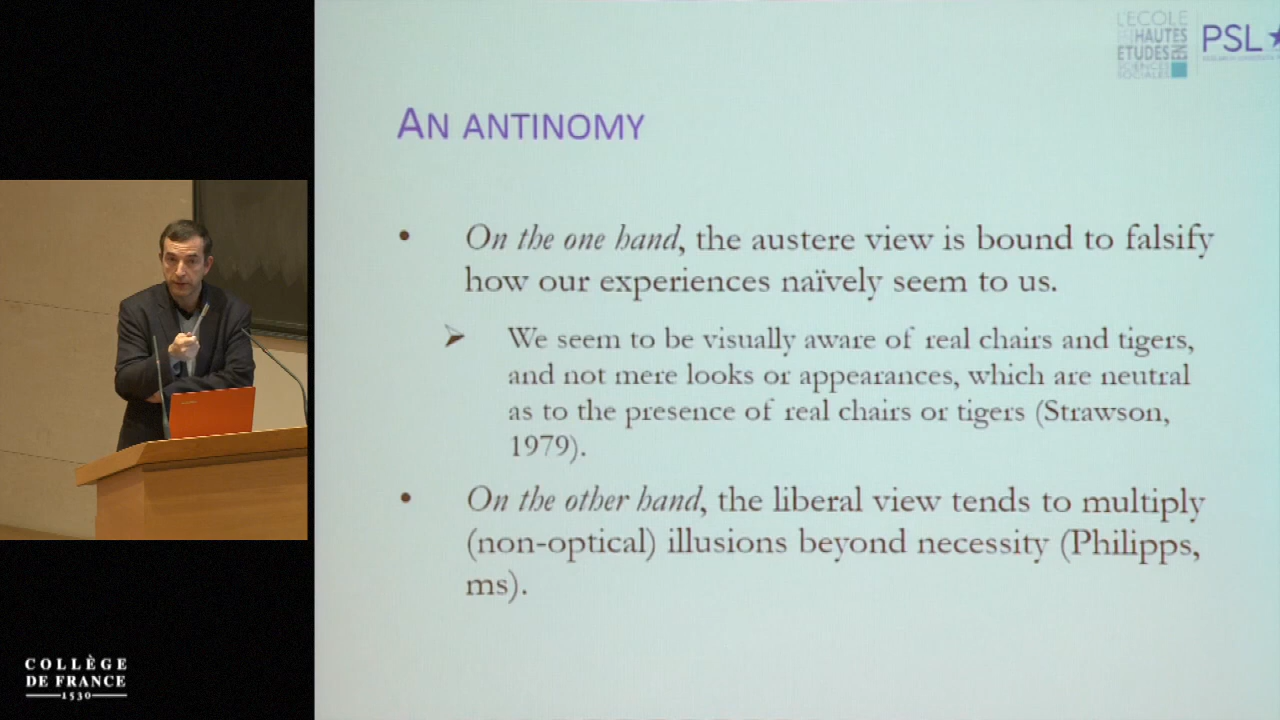 L'ECOLE
DES HAUTES
ETUDES EN
SCIENCES
SOCIALES
PSL
AN ANTINOMY
• On the one hand, the austere view is bound to falsify
how our experiences naïvely seem to us.
➢ We seem to be visually aware of real chairs and tigers,
and not mere looks or appearances, which are neutral
as to the presence of real chairs or tigers (Strawson,
1979).
• On the other hand, the liberal view tends to multiply
(non-optical) illusions beyond necessity (Philipps,
ms).
COLLÈGE
DE FRANCE
1530